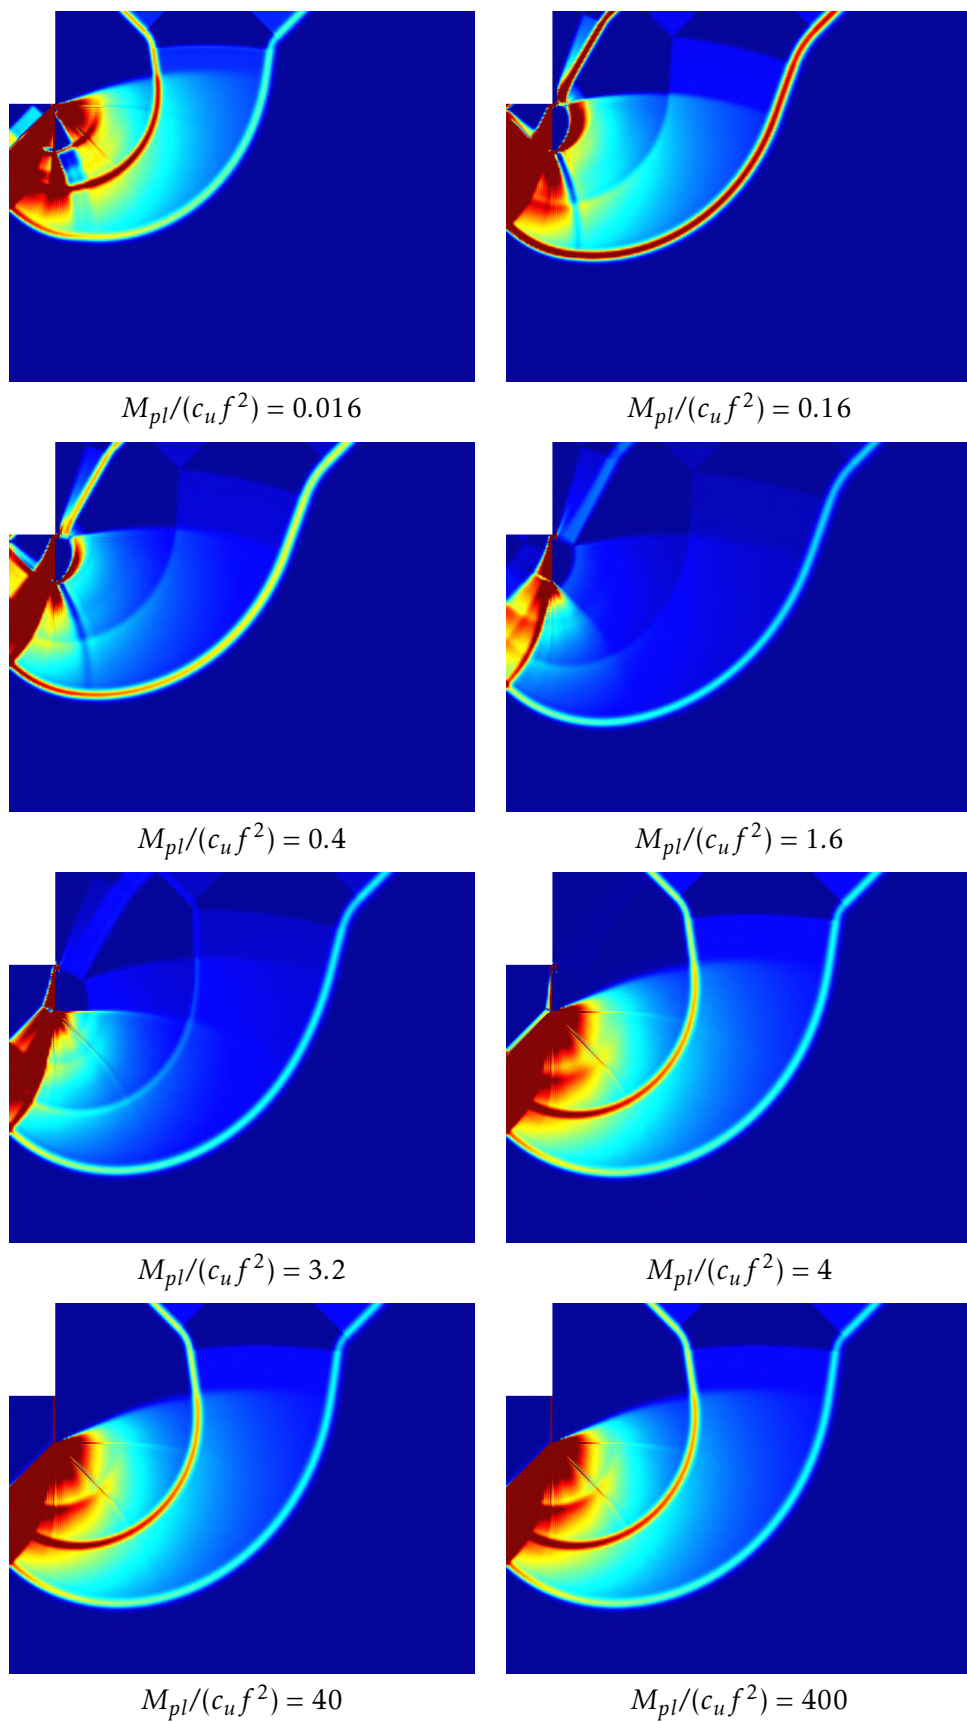 M_{pl}/(c_u f^2) = 0.016
M_{pl}/(c_u f^2) = 0.16
M_{pl}/(c_u f^2) = 0.4
M_{pl}/(c_u f^2) = 1.6
M_{pl}/(c_u f^2) = 3.2
M_{pl}/(c_u f^2) = 4
M_{pl}/(c_u f^2) = 40
M_{pl}/(c_u f^2) = 400